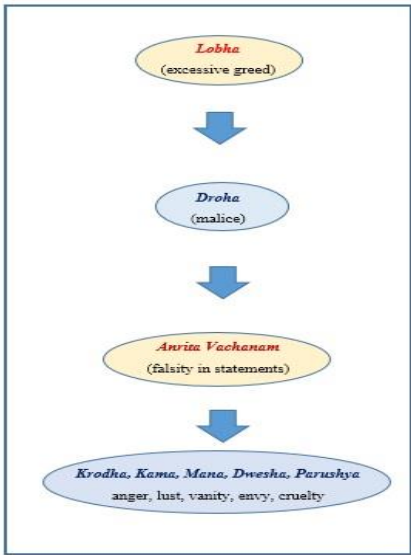 Lobha
(excessive greed)
Droha
(malice)
Anrita Vachanam
(falsity in statements)
Krodha, Kama, Mana, Dwesha, Parushya
anger, lust, vanity, envy, cruelty